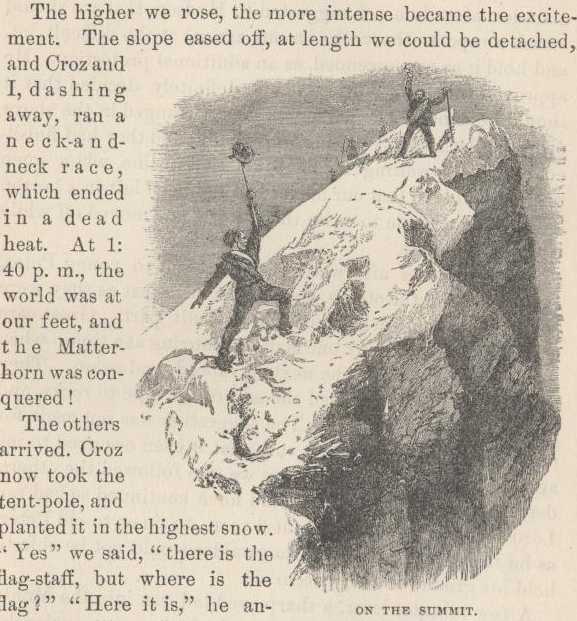 The higher we rose, the more intense became the excite-
ment. The slope eased off, at length we could be detached,
and Croz and
I, dashing
away, ran a
neck-and-
neck race,
which ended
in a dead
heat. At 1:
40 p. m., the
world was at
our feet, and
the Matter-
horn was con-
quered!
The others
arrived. Croz
now took the
tent-pole, and
planted it in the highest snow.
"Yes" we said, "there is the
flag-staff, but where is the
flag?" "Here it is," he an-
ON THE SUMMIT.